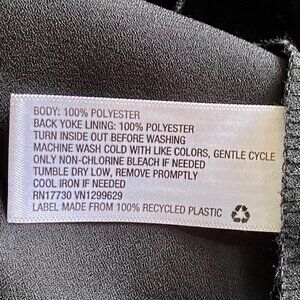 BODY: 100% POLYESTER
BACK YOKE LINING: 100% POLYESTER
TURN INSIDE OUT BEFORE WASHING
MACHINE WASH COLD WITH LIKE COLORS, GENTLE CYCLE
ONLY NON-CHLORINE BLEACH IF NEEDED
TUMBLE DRY LOW, REMOVE PROMPTLY
COOL IRON IF NEEDED
RN17730 VN1299629
LABEL MADE FROM 100% RECYCLED PLASTIC